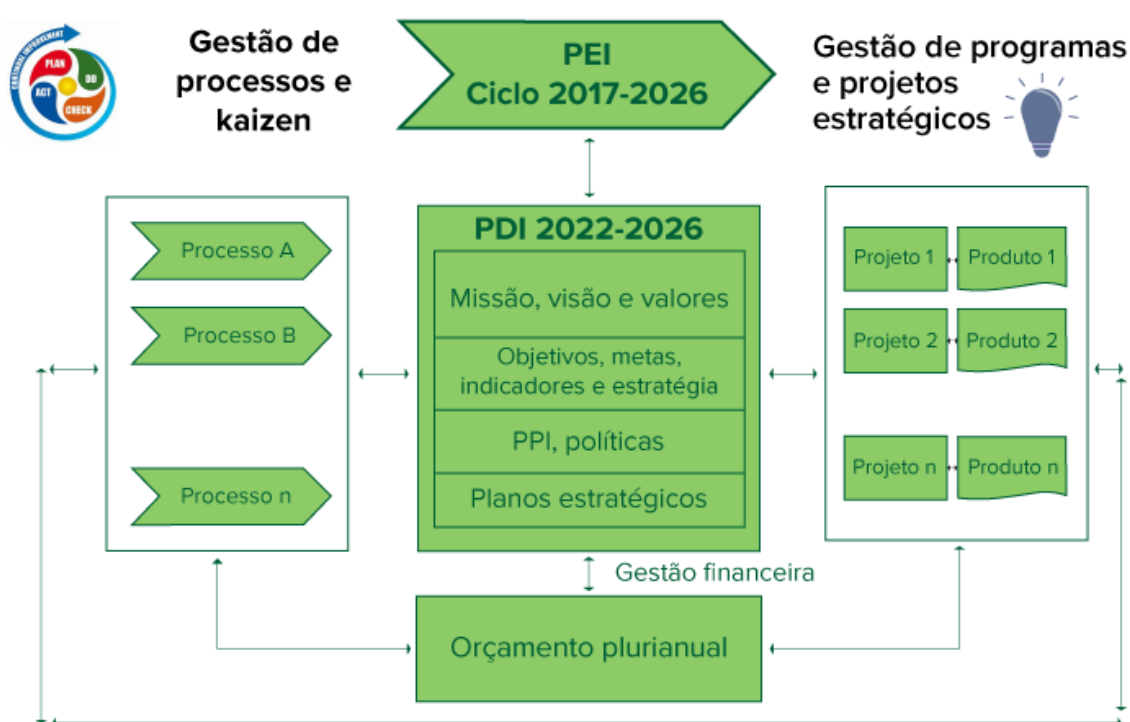 CONTINUAL IMPROVEMENT
PLAN
DO
CHECK
ACT
Gestão de
processos e
kaizen
PEI
Ciclo 2017-2026
Gestão de programas
e projetos
estratégicos
Processo A
Processo B
Processo n
PDI 2022-2026
Missão, visão e valores
Objetivos, metas,
indicadores e estratégia
PPI, políticas
Planos estratégicos
Projeto 1
Produto 1
Projeto 2
Produto 2
Projeto n
Produto n
Gestão financeira
Orçamento plurianual